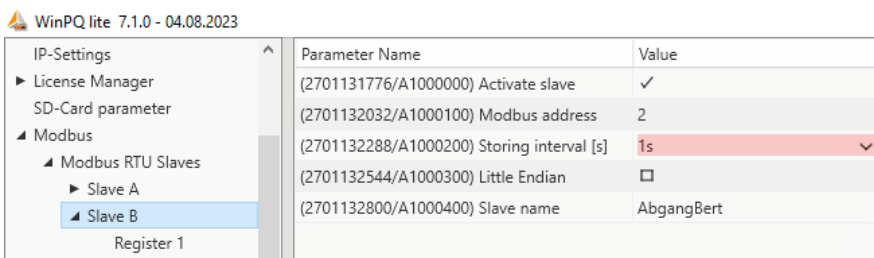 WinPQ lite 7.1.0 - 04.08.2023
IP-Settings
License Manager
SD-Card parameter
Modbus
Modbus RTU Slaves
Slave A
Slave B
Register 1
Parameter Name Value
(2701131776/A1000000) Activate slave ✓
(2701132032/A1000100) Modbus address 2
(2701132288/A1000200) Storing interval [s] 1s
(2701132544/A1000300) Little Endian
(2701132800/A1000400) Slave name AbgangBert